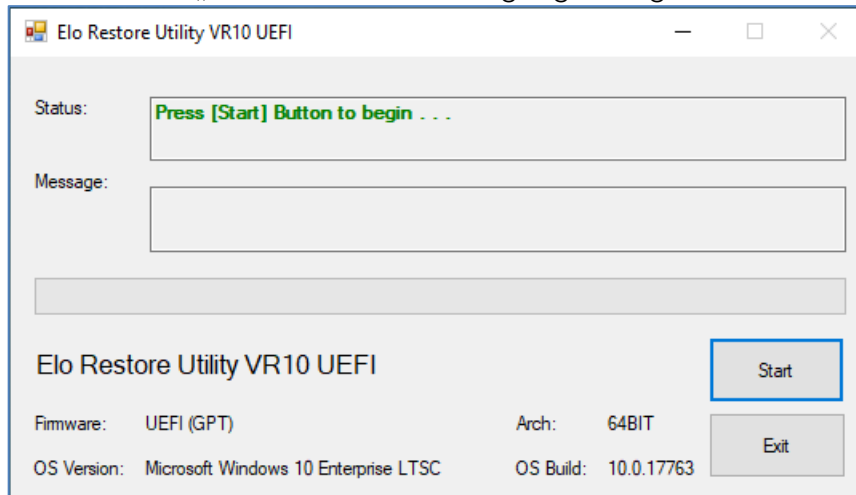 Elo Restore Utility VR10 UEFI
Status:
Press [Start] Button to begin . . .
Message:
Elo Restore Utility VR10 UEFI
Start
Firmware: UEFI (GPT) Arch: 64BIT
Exit
OS Version: Microsoft Windows 10 Enterprise LTSC OS Build: 10.0.17763